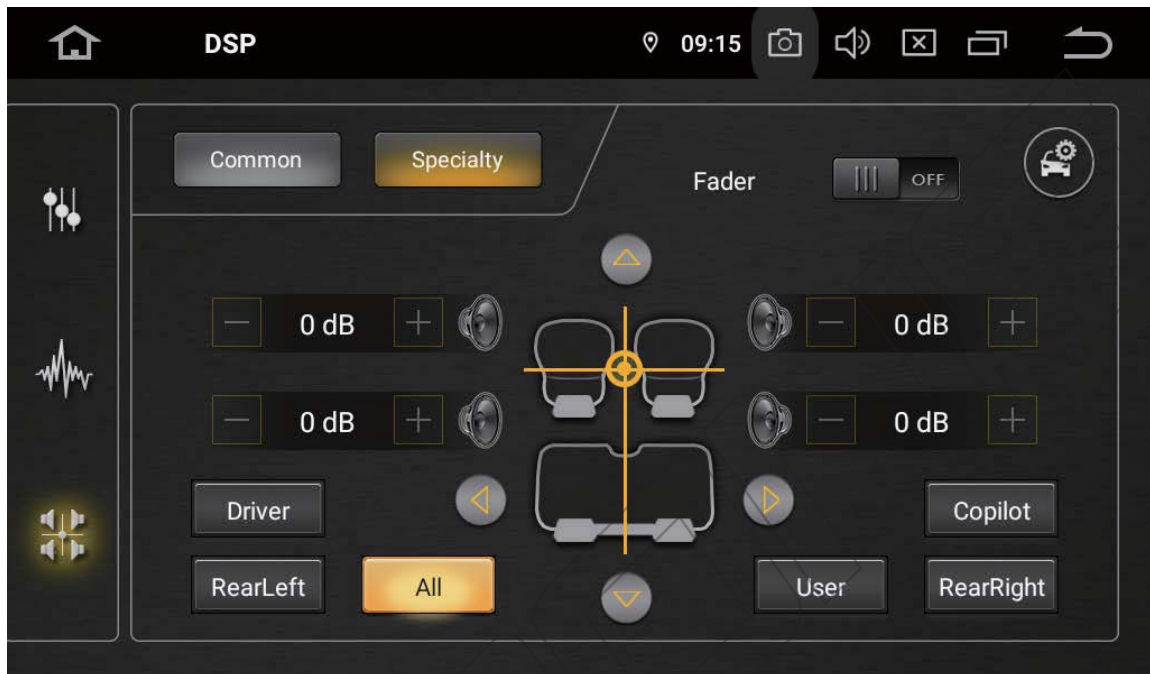 DSP 09:15
Common Specialty
Fader OFF
0 dB 0 dB
0 dB 0 dB
Driver Copilot
RearLeft All User RearRight